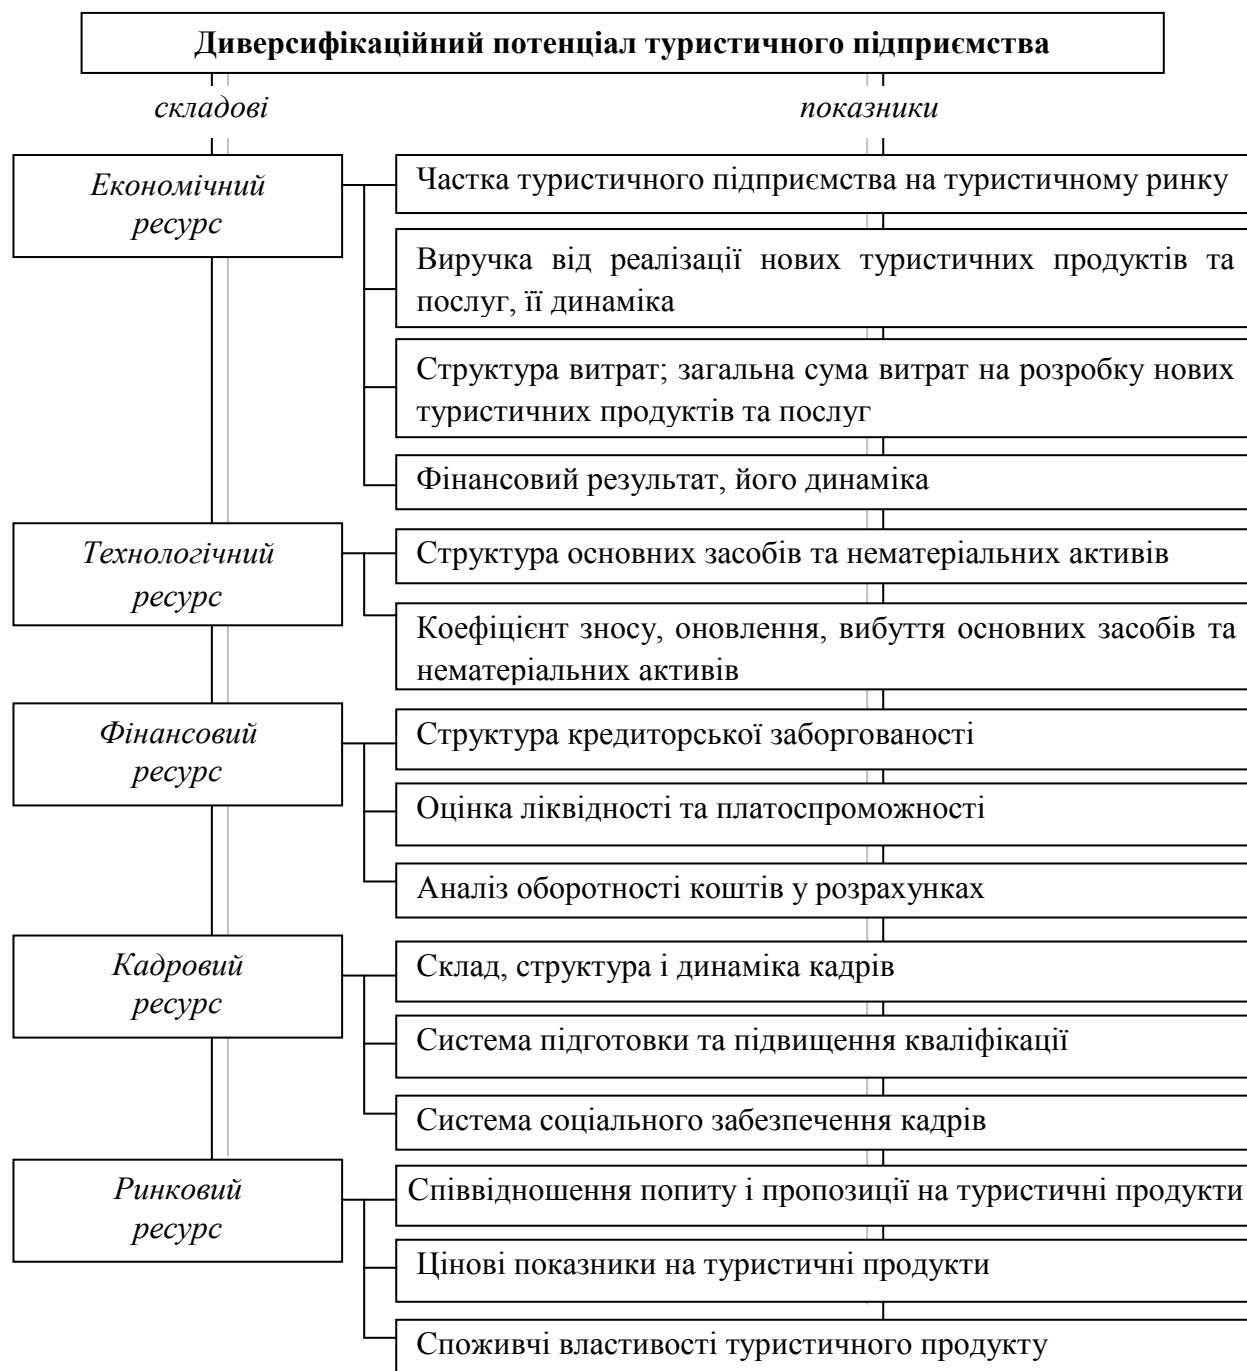 Диверсифікаційний потенціал туристичного підприємства
складові
показники
Економічний
ресурс
Частка туристичного підприємства на туристичному ринку
Виручка від реалізації нових туристичних продуктів та
послуг, її динаміка
Структура витрат; загальна сума витрат на розробку нових
туристичних продуктів та послуг
Фінансовий результат, його динаміка
Технологічний
ресурс
Структура основних засобів та нематеріальних активів
Коефіцієнт зносу, оновлення, вибуття основних засобів та
нематеріальних активів
Фінансовий
ресурс
Структура кредиторської заборгованості
Оцінка ліквідності та платоспроможності
Аналіз оборотності коштів у розрахунках
Кадровий
ресурс
Склад, структура і динаміка кадрів
Система підготовки та підвищення кваліфікації
Система соціального забезпечення кадрів
Ринковий
ресурс
Співвідношення попиту і пропозиції на туристичні продукти
Цінові показники на туристичні продукти
Споживчі властивості туристичного продукту